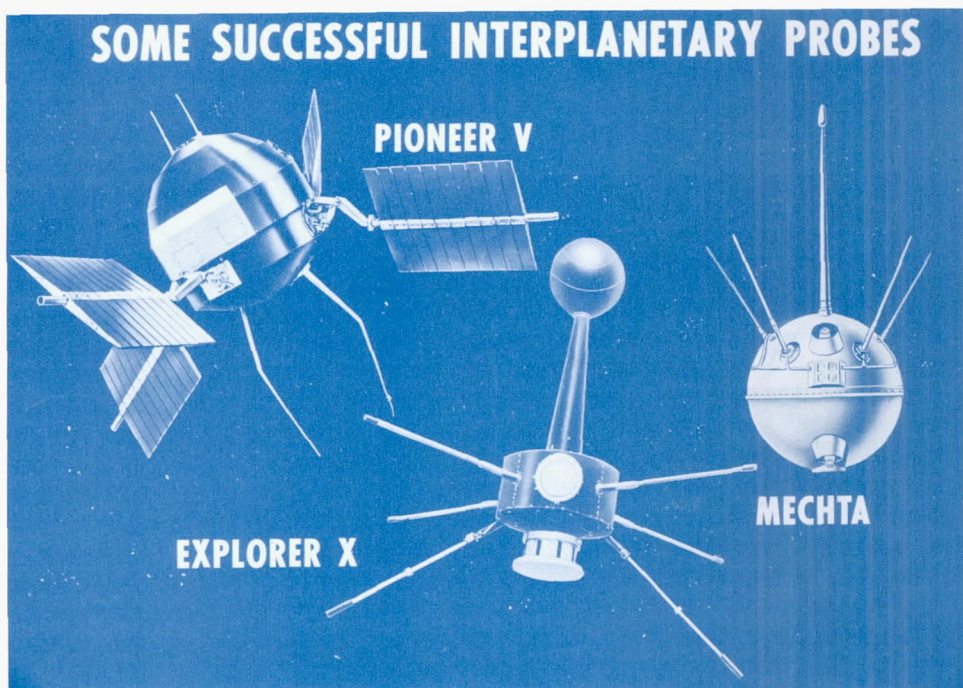 SOME SUCCESSFUL INTERPLANETARY PROBES
PIONEER V
MECHTA
EXPLORER X